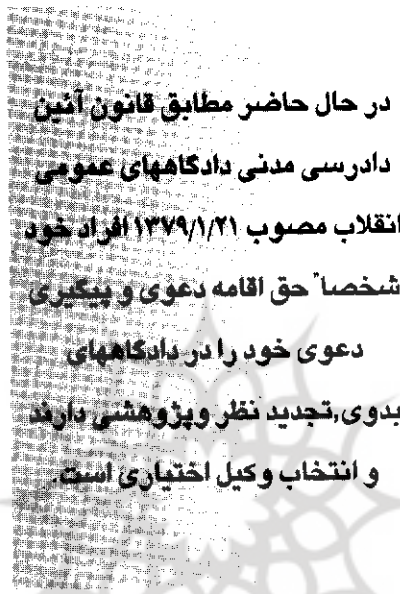 در حال حاضر مطابق قانون آئین
دادرسی مدنی دادگاههای عمومی
انقلاب مصوب ۱۳۷۹/۱/۲۱ افراد خود
شخصا" حق اقامه دعوی و پیگیری
دعوی خود را در دادگاههای
بدوی,تجدید نظر وپژوهشی دارند
و انتخاب وکیل اختیاری است.